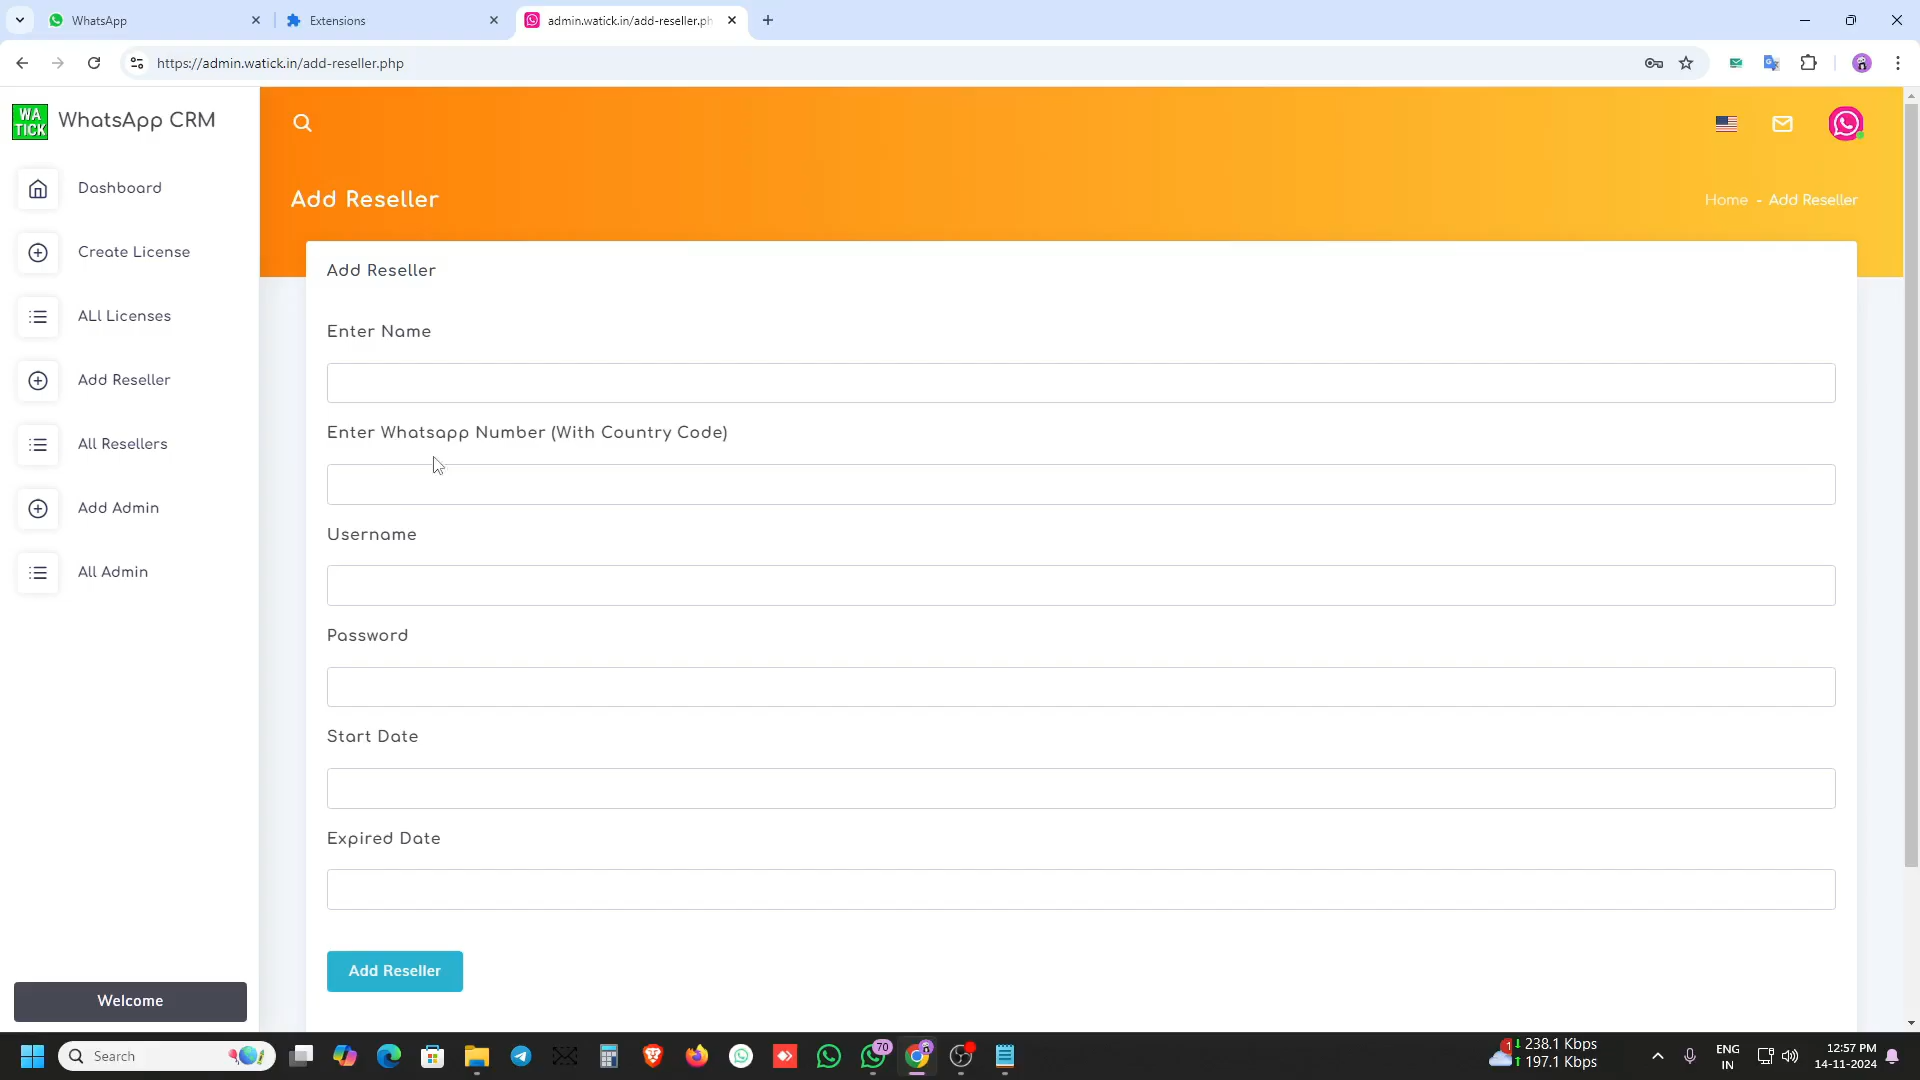 WhatsApp
Extensions
admin.watick.in/add-reseller.ph
https://admin.watick.in/add-reseller.php
WA
TICK
WhatsApp CRM
Dashboard
Create License
ALl Licenses
Add Reseller
All Resellers
Add Admin
All Admin
Welcome
Add Reseller
Home - Add Reseller
Add Reseller
Enter Name
Enter Whatsapp Number (With Country Code)
Username
Password
Start Date
Expired Date
Add Reseller
Search
70
1
238.1 Kbps
197.1 Kbps
ENG
IN
12:57 PM
14-11-2024